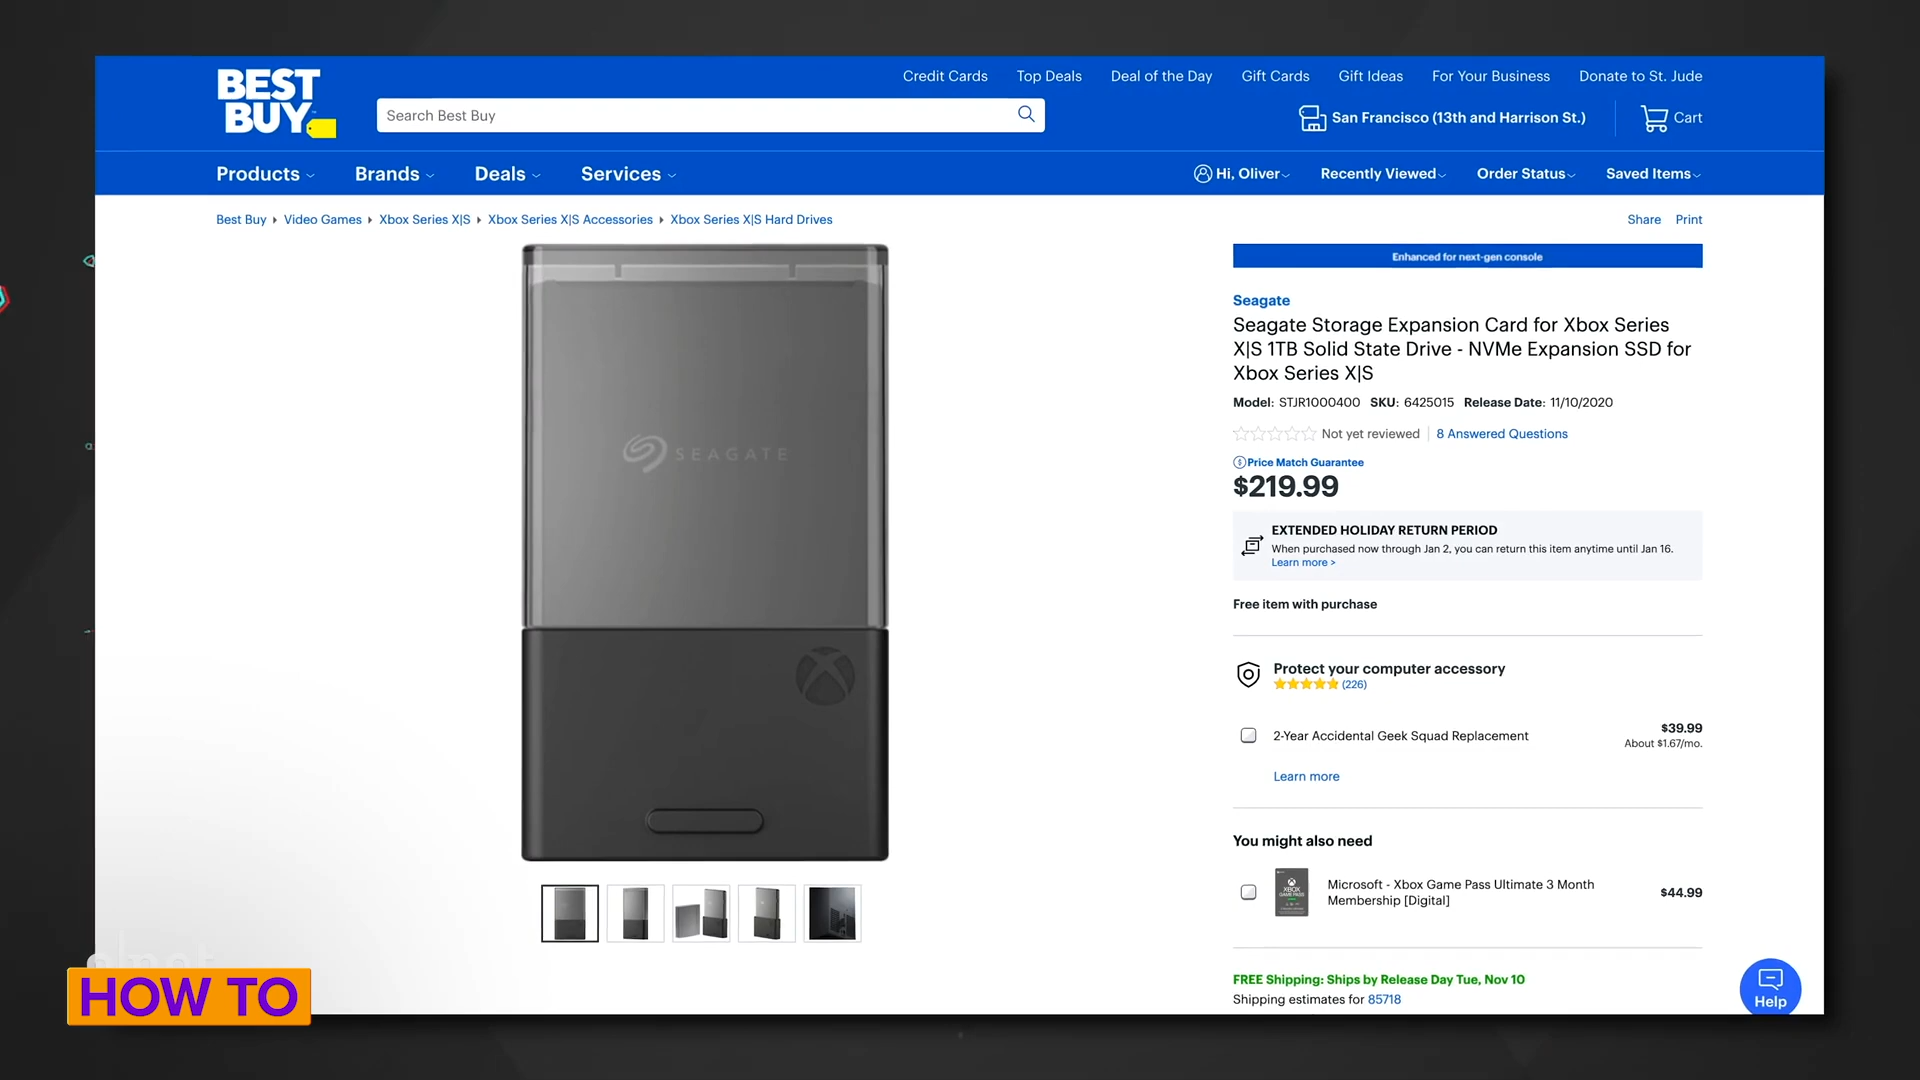 BEST
BUY
Search Best Buy
Credit Cards
Top Deals
Deal of the Day
Gift Cards
Gift Ideas
For Your Business
Donate to St. Jude
San Francisco (13th and Harrison St.)
Cart
Products
Brands
Deals
Services
Hi, Oliver
Recently Viewed
Order Status
Saved Items
Best Buy
Video Games
Xbox Series X|S
Xbox Series X|S Accessories
Xbox Series X|S Hard Drives
Share
Print
SEAGATE
Enhanced for next-gen console
Seagate
Seagate Storage Expansion Card for Xbox Series
X|S 1TB Solid State Drive - NVMe Expansion SSD for
Xbox Series X|S
Model: STJR1000400 SKU: 6425015 Release Date: 11/10/2020
Not yet reviewed
8 Answered Questions
Price Match Guarantee
$219.99
EXTENDED HOLIDAY RETURN PERIOD
When purchased now through Jan 2, you can return this item anytime until Jan 16.
Learn more >
Free item with purchase
Protect your computer accessory
(226)
2-Year Accidental Geek Squad Replacement
$39.99
About $1.67/mo.
Learn more
You might also need
XBOX
GAME PASS
Microsoft - Xbox Game Pass Ultimate 3 Month
Membership [Digital]
$44.99
FREE Shipping: Ships by Release Day Tue, Nov 10
Shipping estimates for 85718
Help
HOW TO